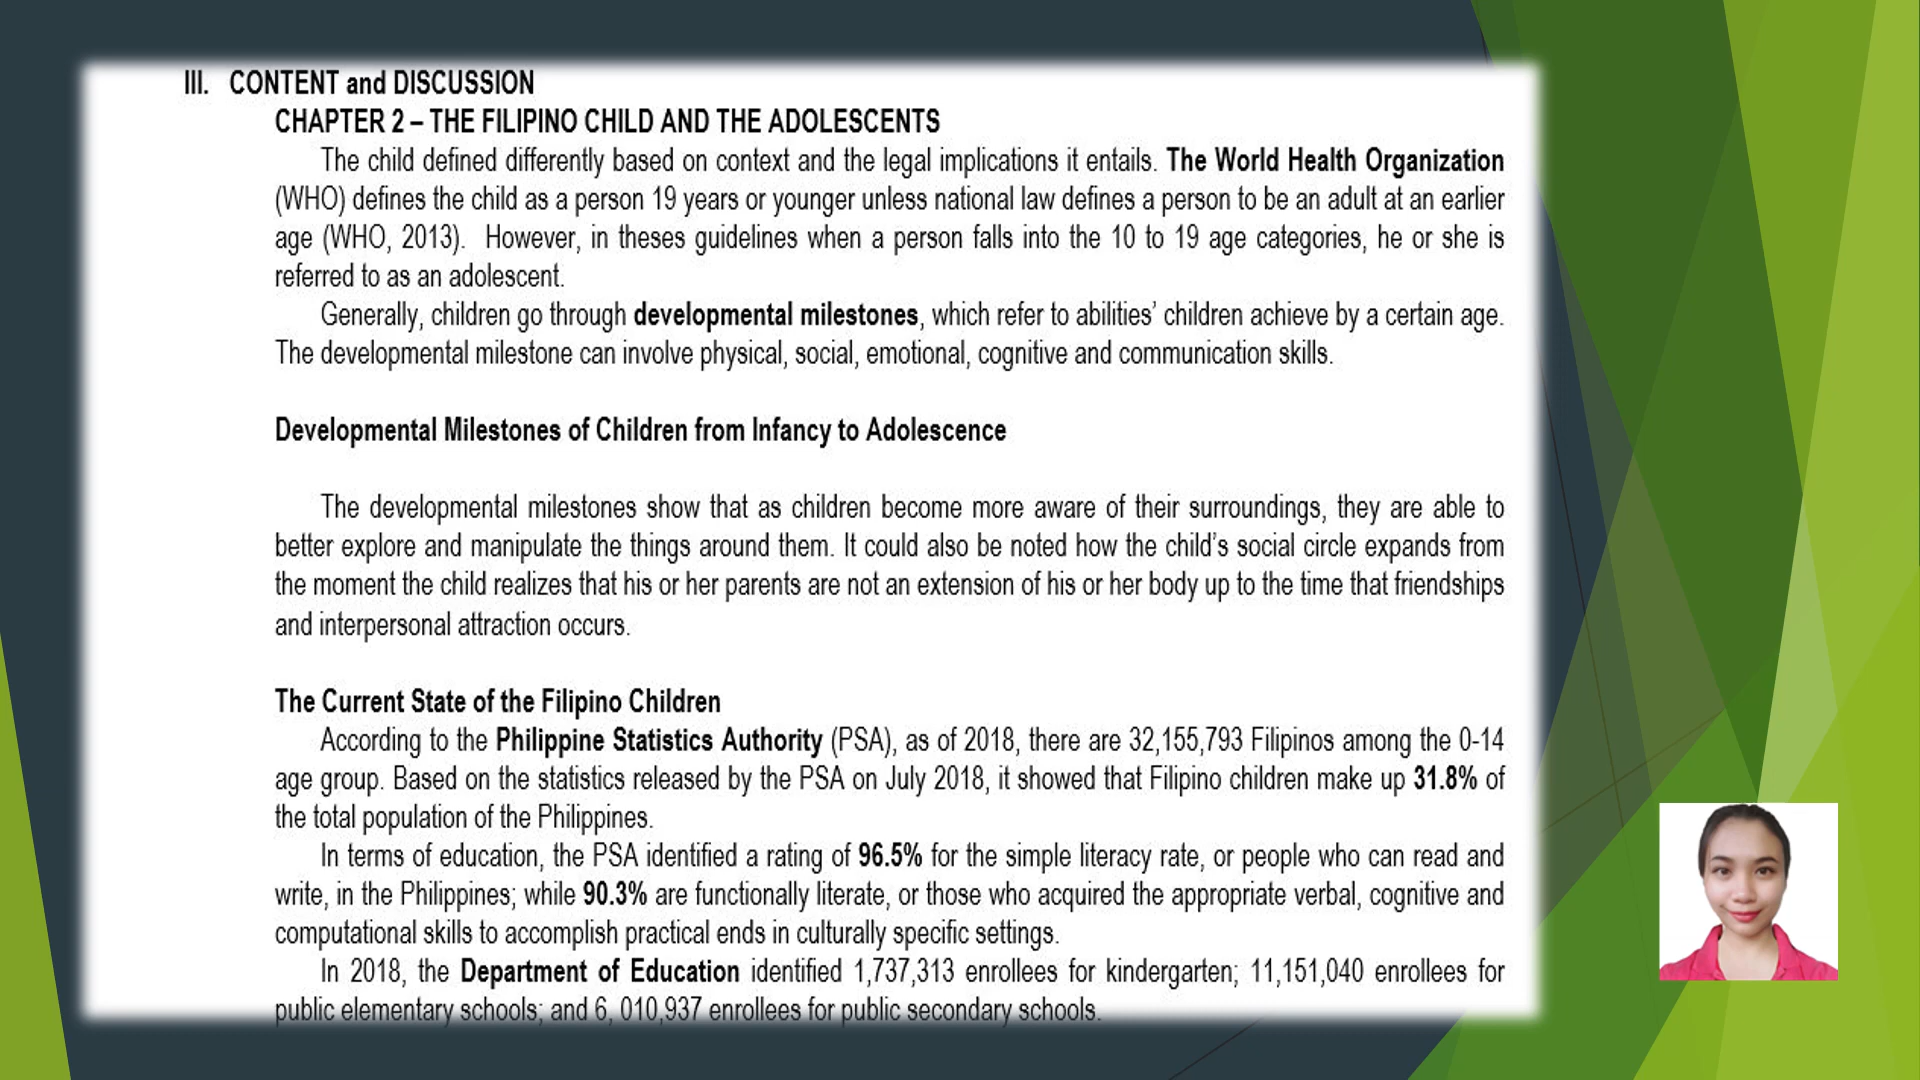 III. CONTENT and DISCUSSION
CHAPTER 2 – THE FILIPINO CHILD AND THE ADOLESCENTS
The child defined differently based on context and the legal implications it entails. The World Health Organization
(WHO) defines the child as a person 19 years or younger unless national law defines a person to be an adult at an earlier
age (WHO, 2013). However, in theses guidelines when a person falls into the 10 to 19 age categories, he or she is
referred to as an adolescent.
Generally, children go through developmental milestones, which refer to abilities’ children achieve by a certain age.
The developmental milestone can involve physical, social, emotional, cognitive and communication skills.
Developmental Milestones of Children from Infancy to Adolescence
The developmental milestones show that as children become more aware of their surroundings, they are able to
better explore and manipulate the things around them. It could also be noted how the child’s social circle expands from
the moment the child realizes that his or her parents are not an extension of his or her body up to the time that friendships
and interpersonal attraction occurs.
The Current State of the Filipino Children
According to the Philippine Statistics Authority (PSA), as of 2018, there are 32,155,793 Filipinos among the 0-14
age group. Based on the statistics released by the PSA on July 2018, it showed that Filipino children make up 31.8% of
the total population of the Philippines.
In terms of education, the PSA identified a rating of 96.5% for the simple literacy rate, or people who can read and
write, in the Philippines; while 90.3% are functionally literate, or those who acquired the appropriate verbal, cognitive and
computational skills to accomplish practical ends in culturally specific settings.
In 2018, the Department of Education identified 1,737,313 enrollees for kindergarten; 11,151,040 enrollees for
public elementary schools; and 6, 010,937 enrollees for public secondary schools.